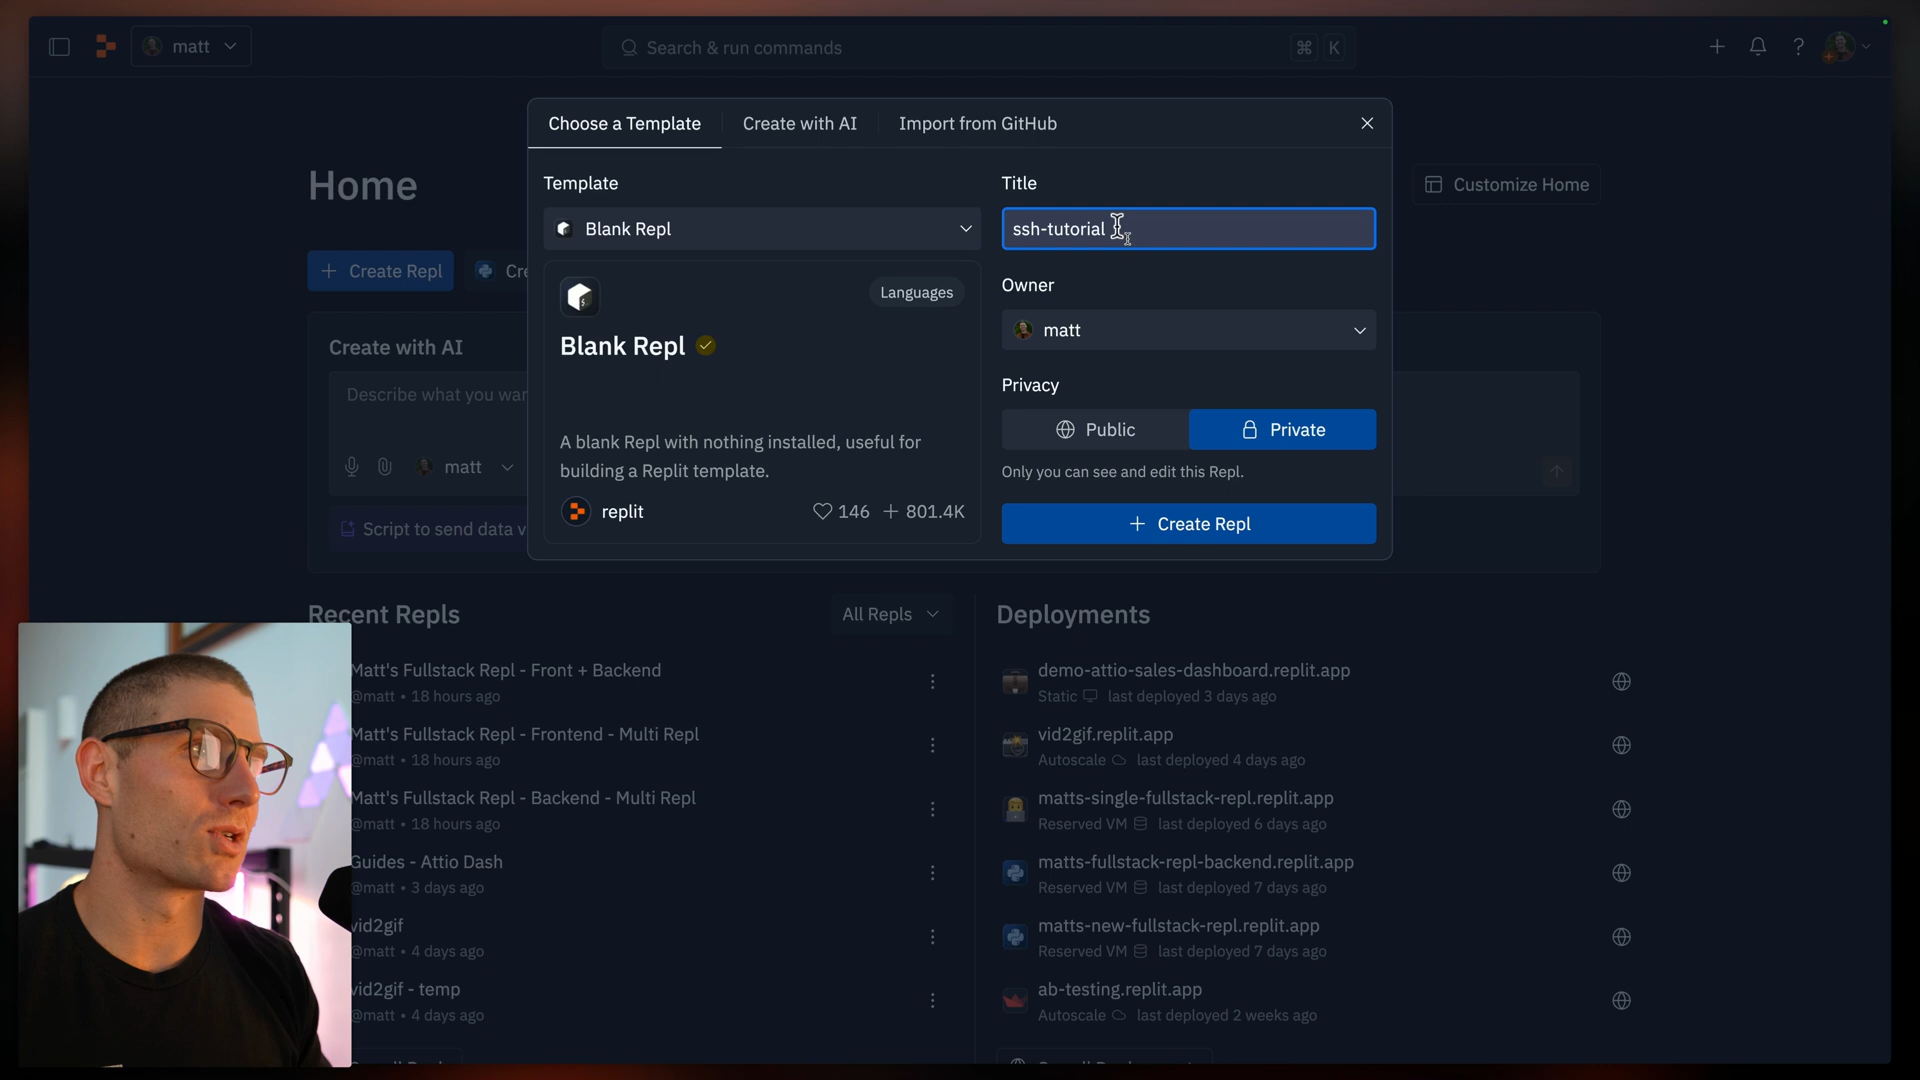 matt
Search & run commands
⌘ K
?
Choose a Template
Create with AI
Import from GitHub
Template
Blank Repl
Languages
Blank Repl
A blank Repl with nothing installed, useful for
building a Replit template.
replit
146
801.4K
Title
ssh-tutorial
Owner
matt
Privacy
Public
Private
Only you can see and edit this Repl.
+ Create Repl
Home
Customize Home
+ Create Repl
Cre
Create with AI
Describe what you wan
matt
Script to send data v
Recent Repls
All Repls
Matt's Fullstack Repl - Front + Backend
@matt • 18 hours ago
Matt's Fullstack Repl - Frontend - Multi Repl
@matt • 18 hours ago
Matt's Fullstack Repl - Backend - Multi Repl
@matt • 18 hours ago
Guides - Attio Dash
@matt • 3 days ago
vid2gif
@matt • 4 days ago
vid2gif - temp
@matt • 4 days ago
Deployments
demo-attio-sales-dashboard.replit.app
Static last deployed 3 days ago
vid2gif.replit.app
Autoscale last deployed 4 days ago
matts-single-fullstack-repl.replit.app
Reserved VM last deployed 6 days ago
matts-fullstack-repl-backend.replit.app
Reserved VM last deployed 7 days ago
matts-new-fullstack-repl.replit.app
Reserved VM last deployed 7 days ago
ab-testing.replit.app
Autoscale last deployed 2 weeks ago